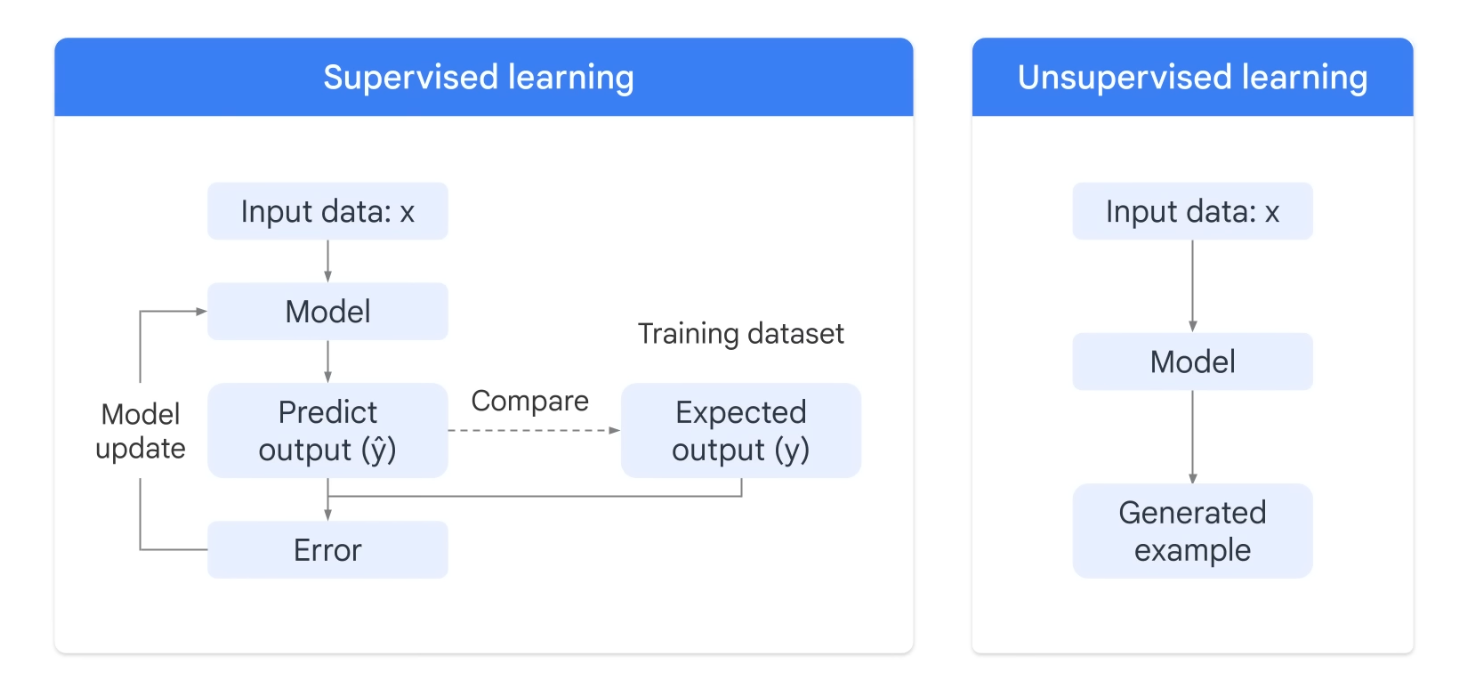 Supervised learning
Input data: x
Model
Training dataset
Compare
Model
update
Predict
output (ŷ)
Expected
output (y)
Error
Unsupervised learning
Input data: x
Model
Generated
example